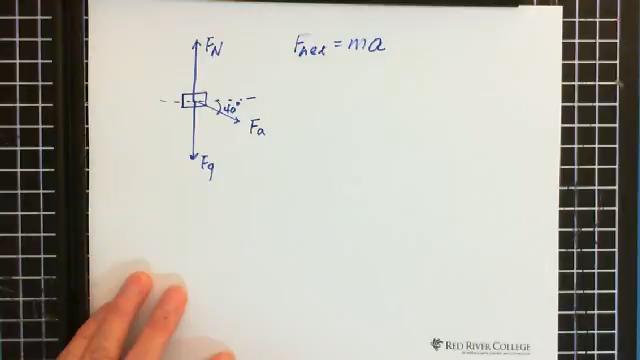 F_N
F_net = ma
40°
F_a
F_g
RED RIVER COLLEGE